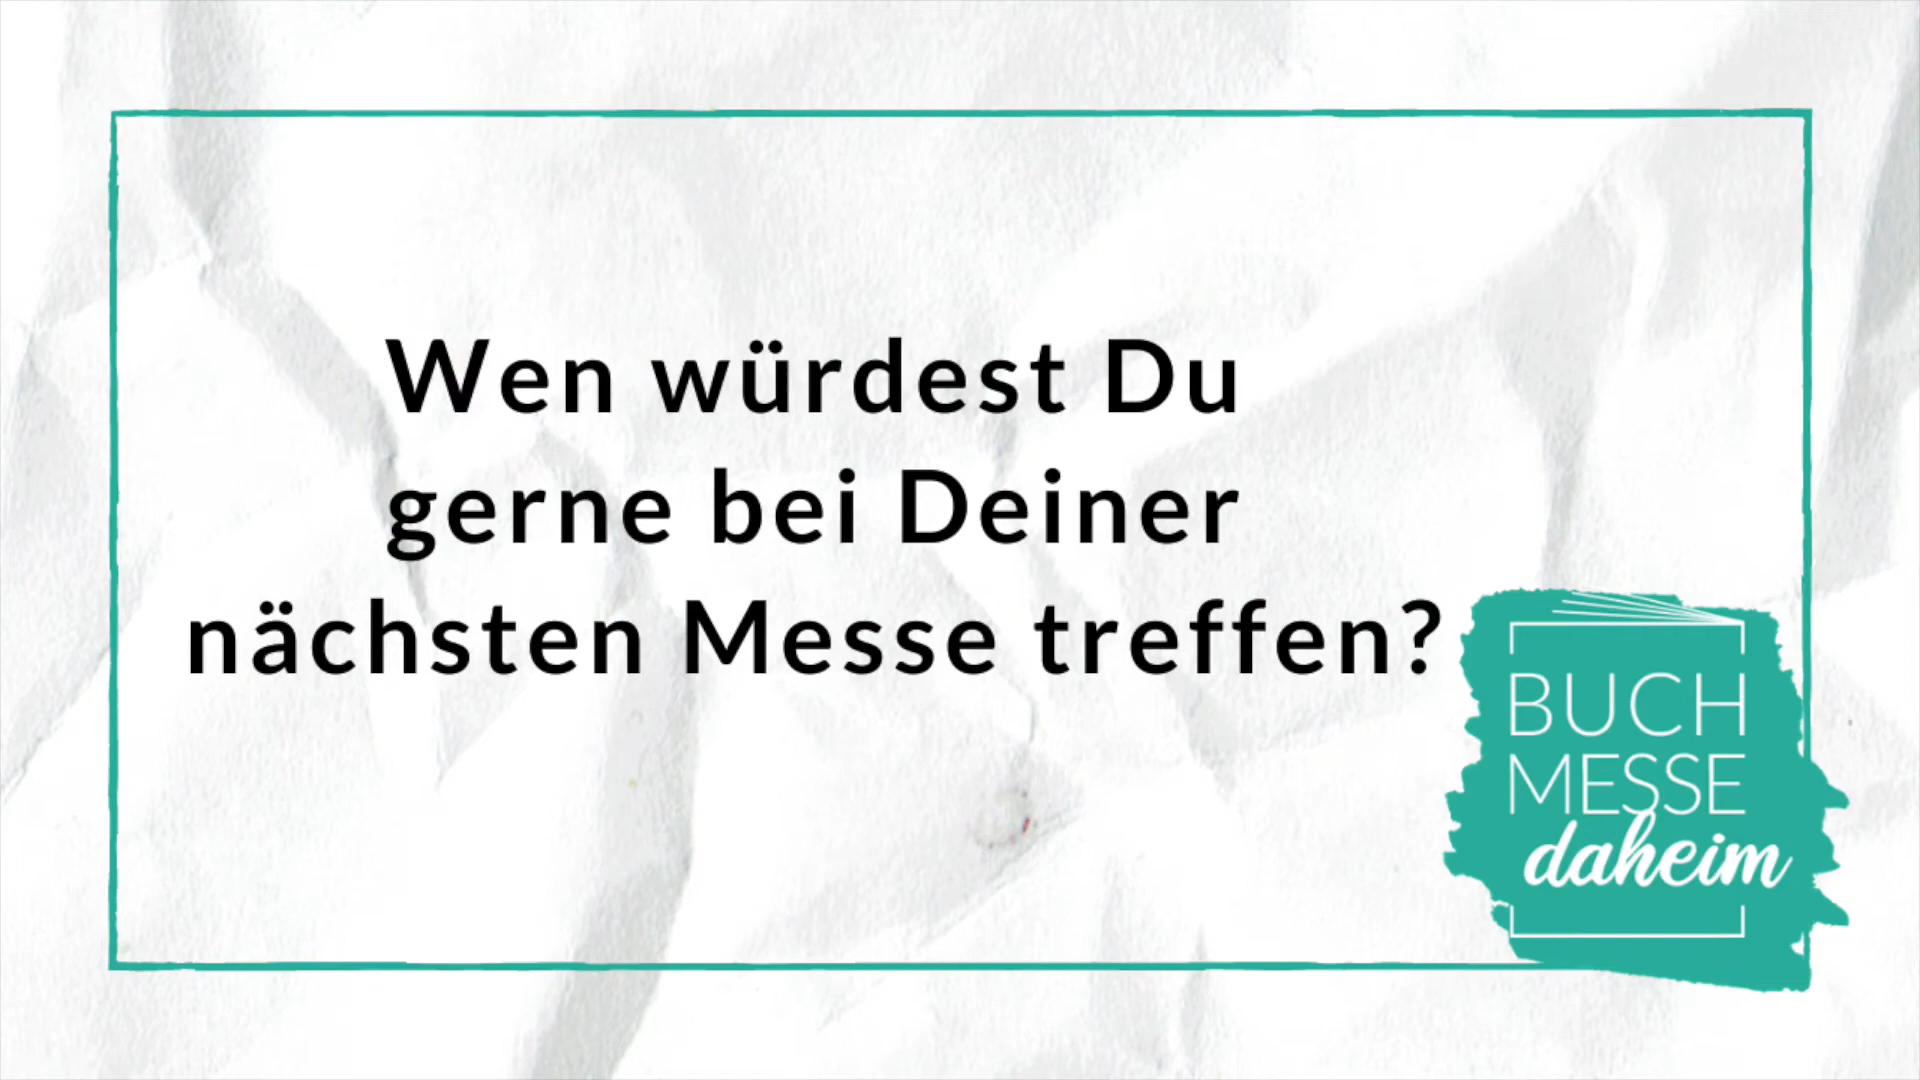 Wen würdest Du
gerne bei Deiner
nächsten Messe treffen?
BUCH
MESSE
daheim